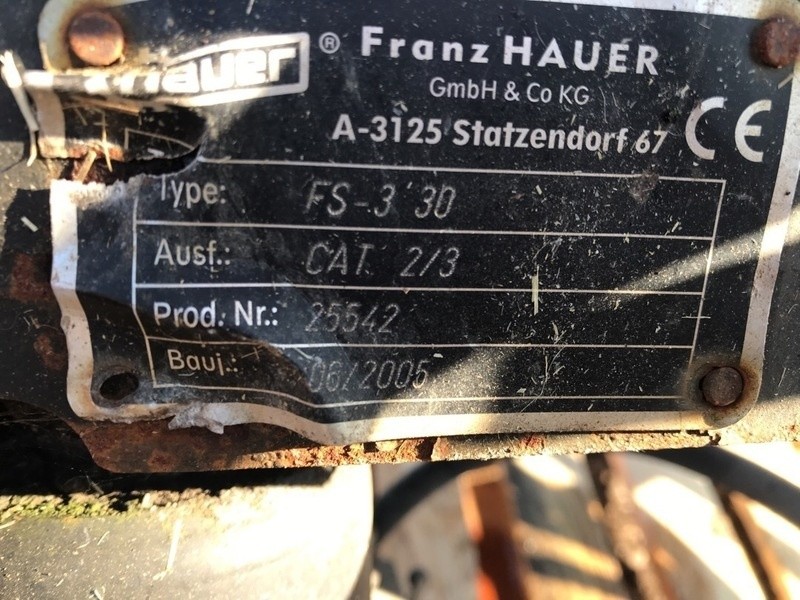 hauer ® Franz HAUER
GmbH & Co KG
A-3125 Statzendorf 67 CE
Type: FS-3 30
Ausf.: CAT. 2/3
Prod. Nr.: 25542
Bauj.: 06/2005